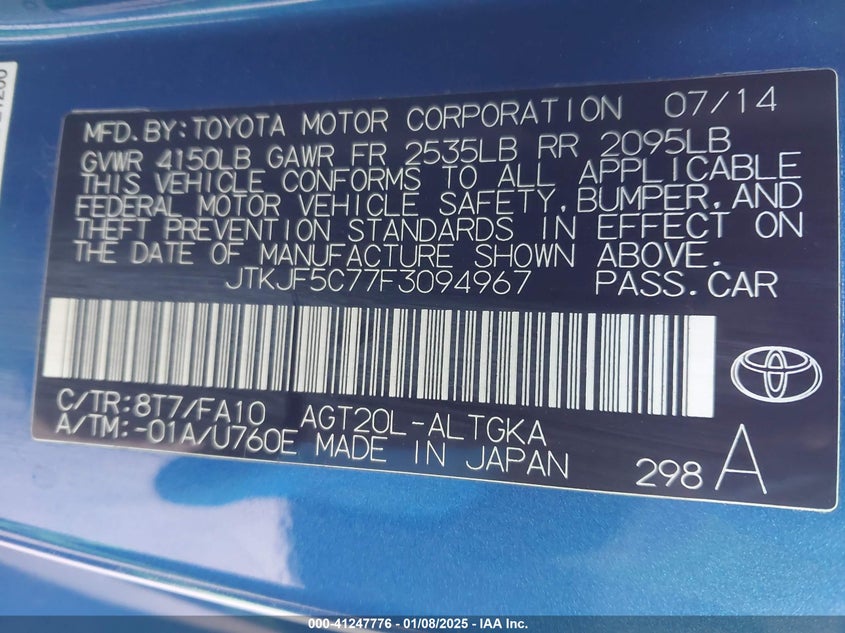 MFD.BY:TOYOTA MOTOR CORPORATION 07/14
GVWR 4150LB GAWR FR 2535LB RR 2095LB
THIS VEHICLE CONFORMS TO ALL APPLICABLE
FEDERAL MOTOR VEHICLE SAFETY,BUMPER,AND
THEFT PREVENTION STANDARDS IN EFFECT ON
THE DATE OF MANUFACTURE SHOWN ABOVE.
JTKJF5C77F3094967 PASS.CAR
C/TR:8T7/FA10 AGT20L-ALTGKA
A/TM:-01A/U760E MADE IN JAPAN
298 A
000-41247776 - 01/08/2025 - IAA Inc.